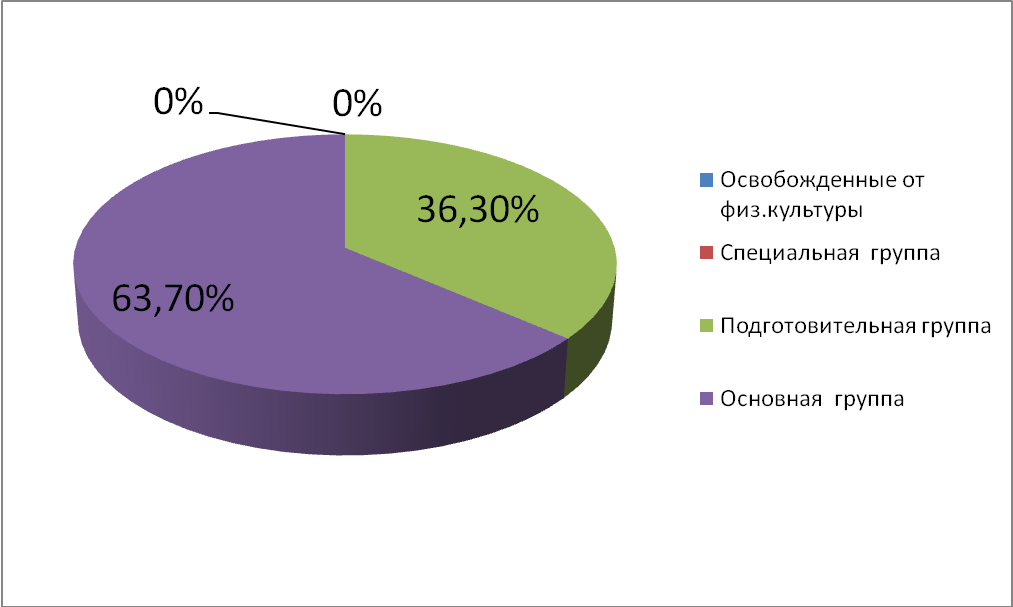 0%
0%
36,30%
63,70%
Освобожденные от
физ.культуры
Специальная  группа
Подготовительная группа
Основная  группа